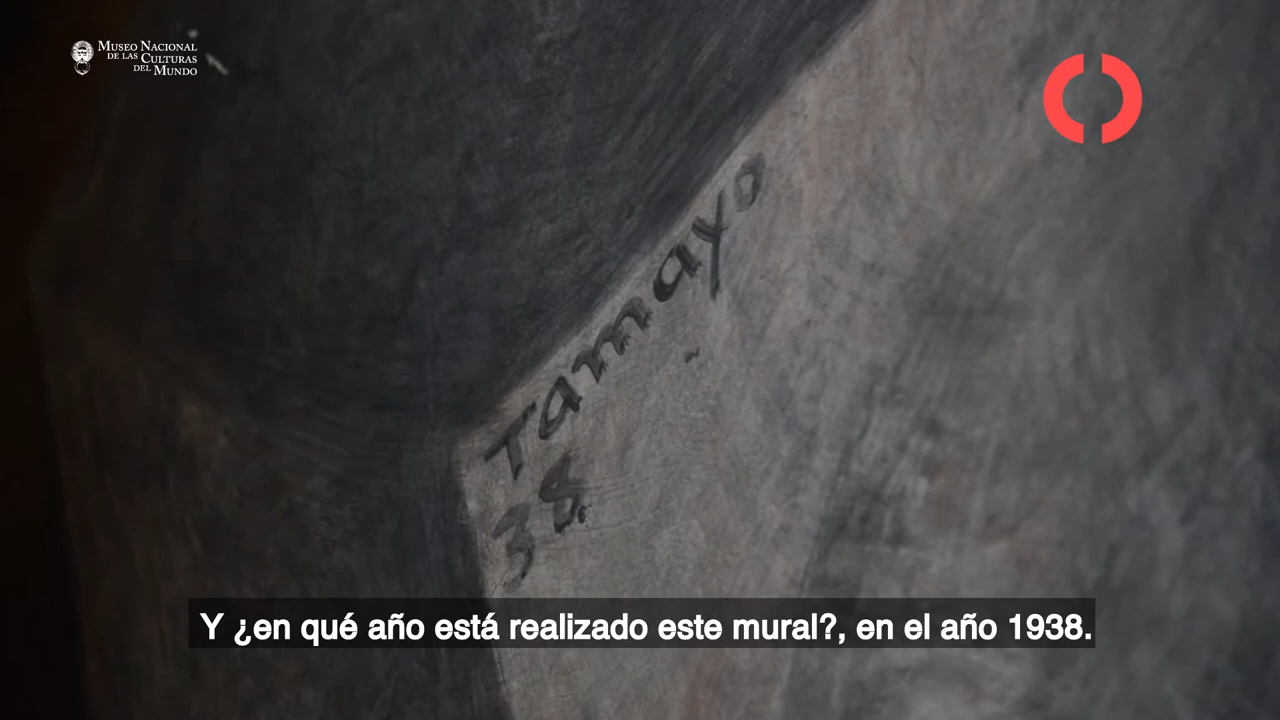 MUSEO NACIONAL
DE LAS CULTURAS
DEL MUNDO
Tamayo
38.
Y ¿en qué año está realizado este mural?, en el año 1938.